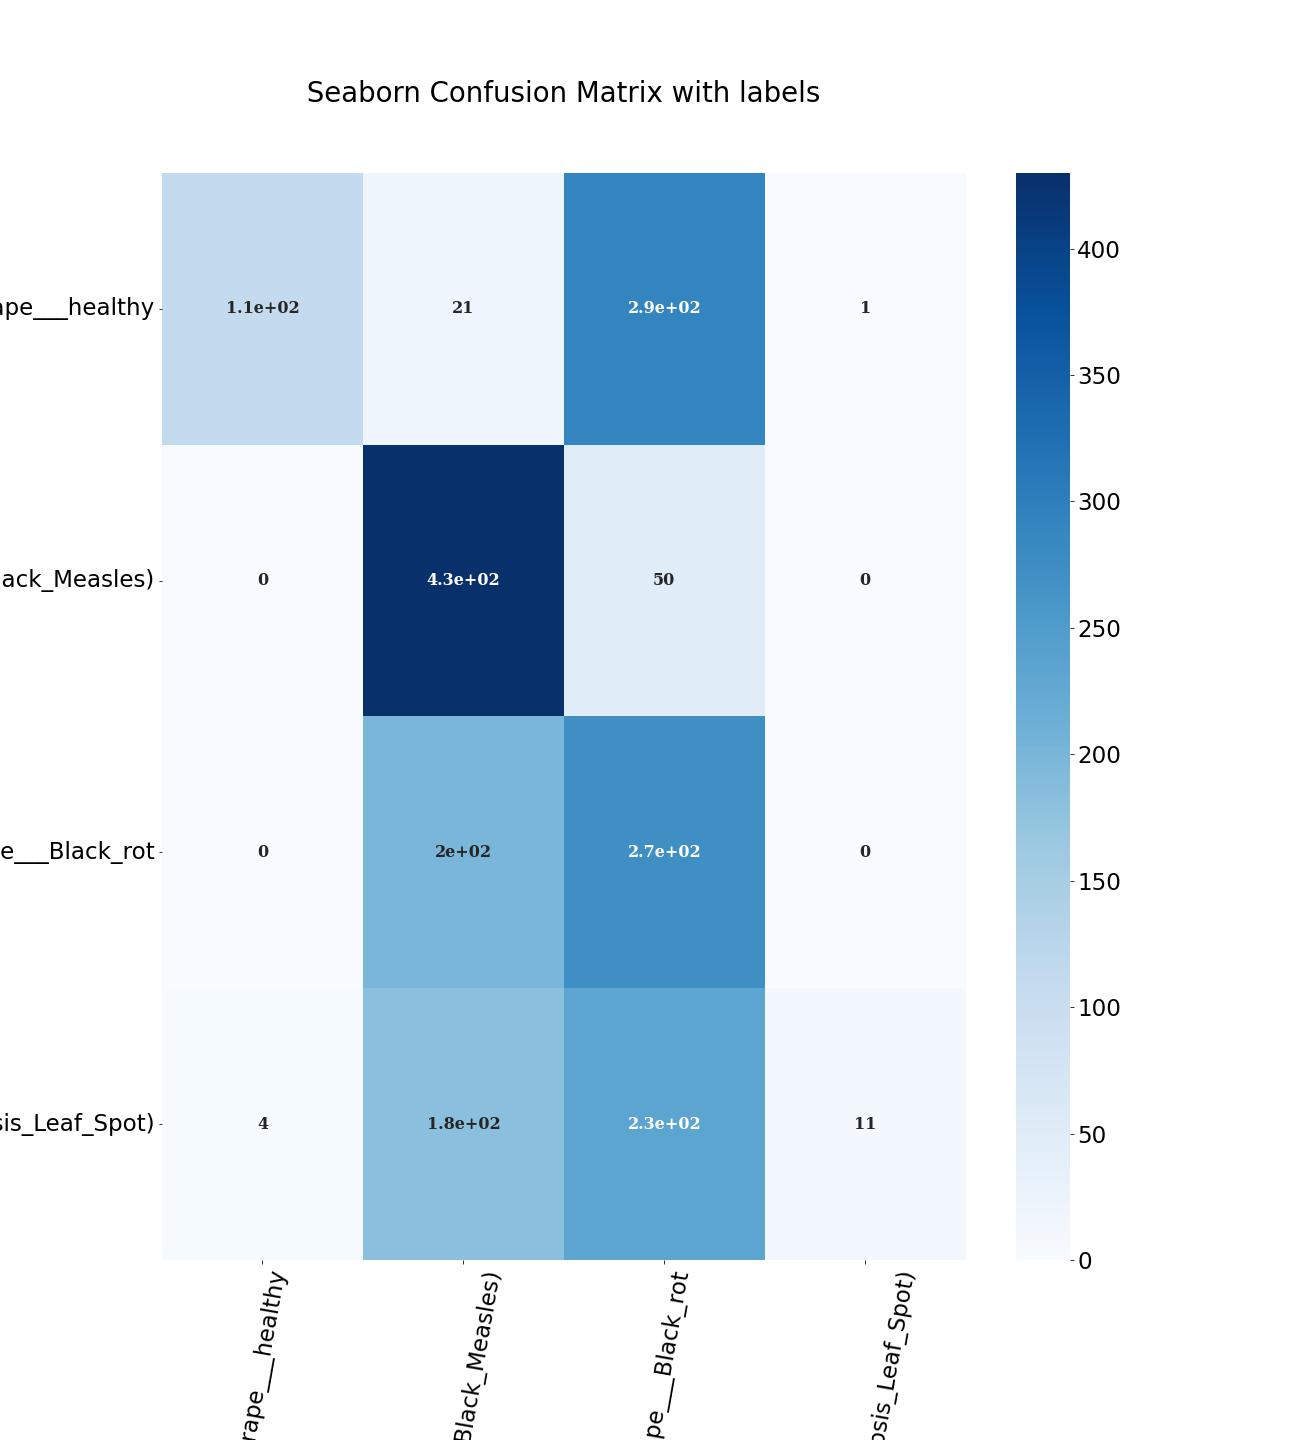 Seaborn Confusion Matrix with labels
ape___healthy
1.1e+02 21 2.9e+02 1
ack_Measles)
0 4.3e+02 50 0
e___Black_rot
0 2e+02 2.7e+02 0
sis_Leaf_Spot)
4 1.8e+02 2.3e+02 11
400
350
300
250
200
150
100
50
0
rape___healthy
Black_Measles)
pe___Black_rot
osis_Leaf_Spot)